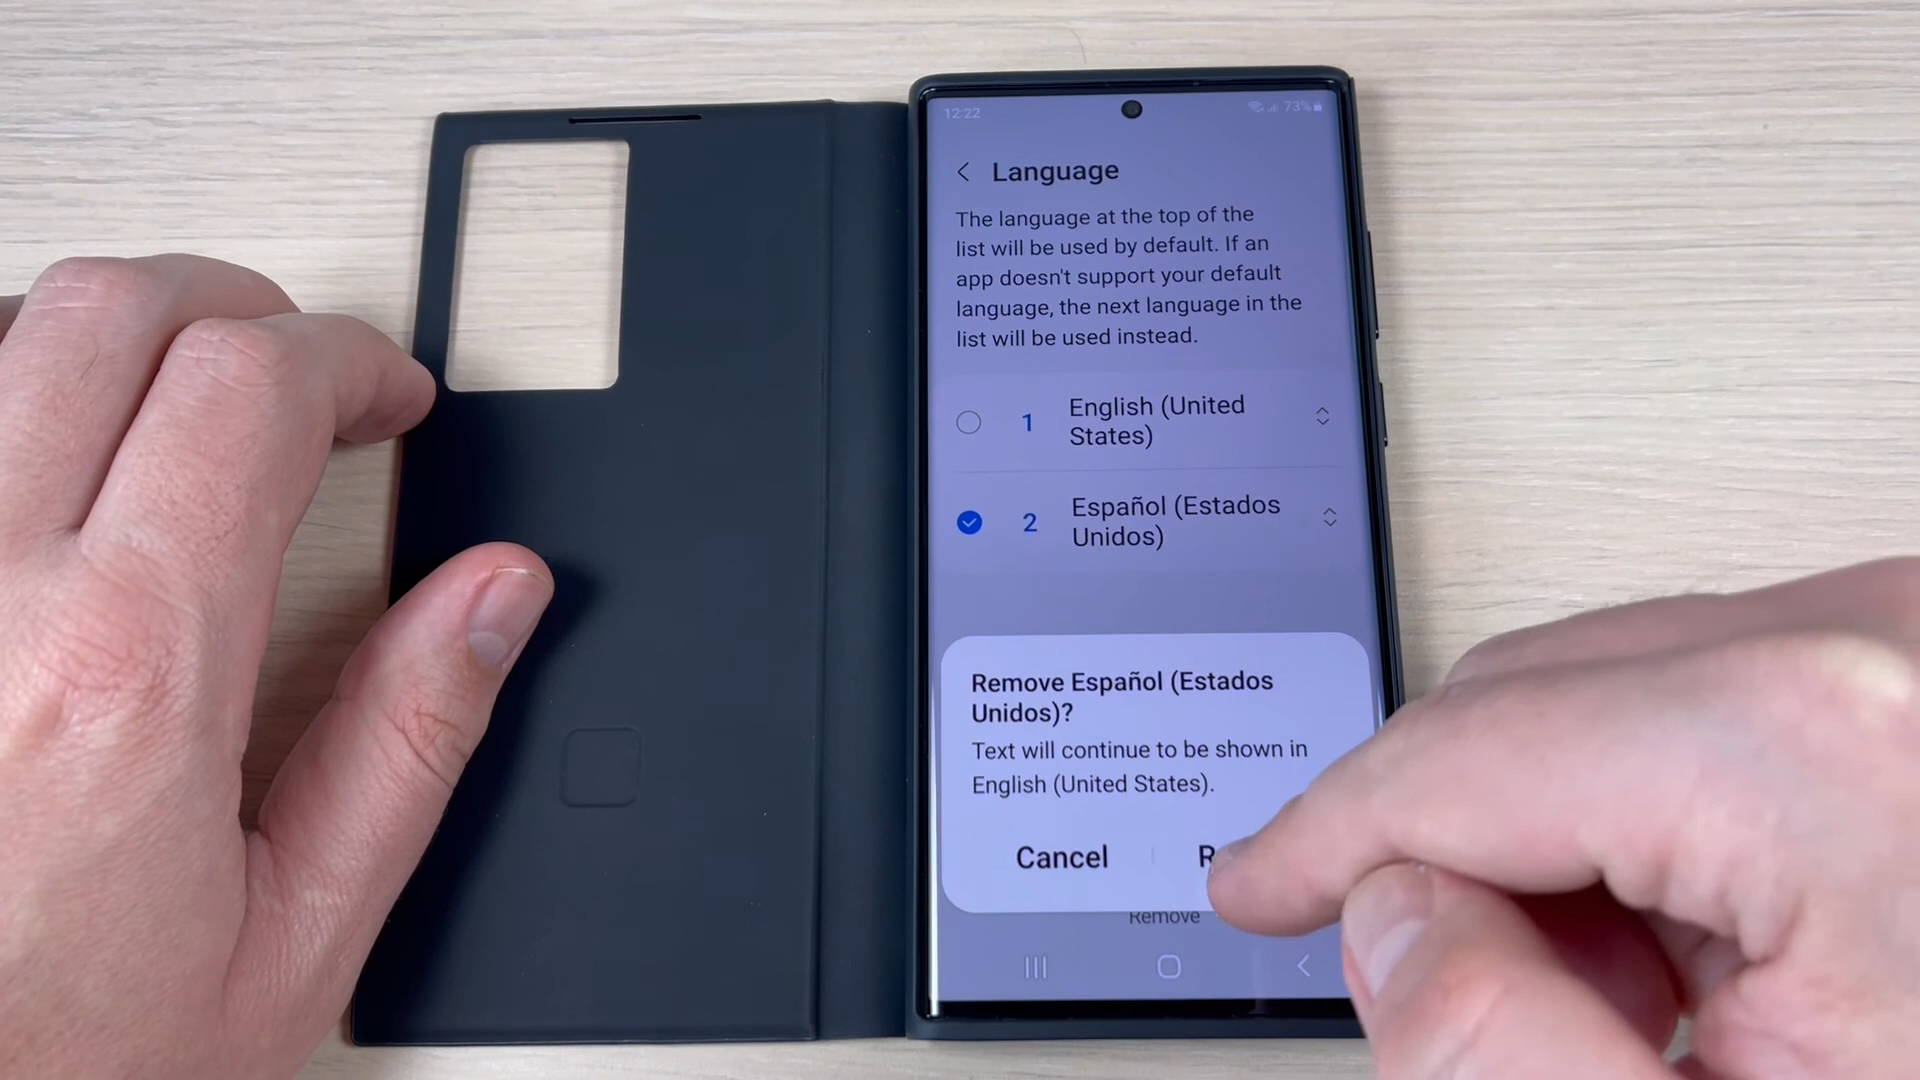 12:22
73%
Language
The language at the top of the
list will be used by default. If an
app doesn't support your default
language, the next language in the
list will be used instead.
1
English (United
States)
2
Español (Estados
Unidos)
Remove Español (Estados
Unidos)?
Text will continue to be shown in
English (United States).
Cancel
Remove